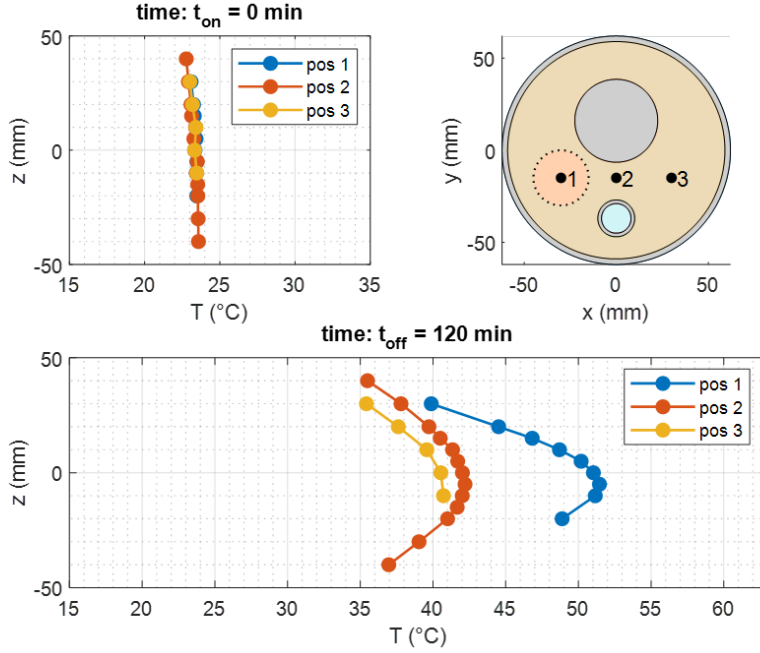 time: t_on = 0 min
50
0
-50
z (mm)
15 20 25 30 35
T (°C)
pos 1
pos 2
pos 3
50
0
-50
y (mm)
1 2 3
-50 0 50
x (mm)
time: t_off = 120 min
50
0
-50
z (mm)
pos 1
pos 2
pos 3
15 20 25 30 35 40 45 50 55 60
T (°C)